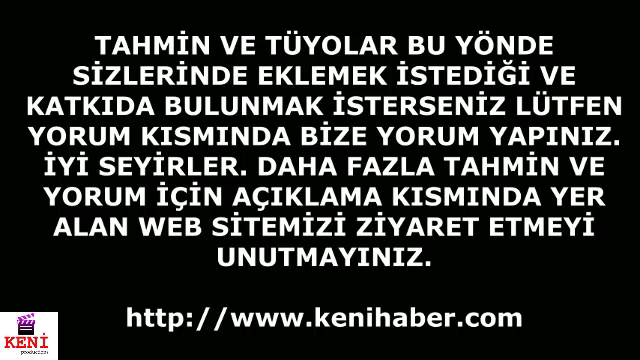 TAHMİN VE TÜYOLAR BU YÖNDE
SİZLERİNDE EKLEMEK İSTEDİĞİ VE
KATKIDA BULUNMAK İSTERSENİZ LÜTFEN
YORUM KISMINDA BİZE YORUM YAPINIZ.
İYİ SEYİRLER. DAHA FAZLA TAHMİN VE
YORUM İÇİN AÇIKLAMA KISMINDA YER
ALAN WEB SİTEMİZİ ZİYARET ETMEYİ
UNUTMAYINIZ.
http://www.kenihaber.com
KENİ